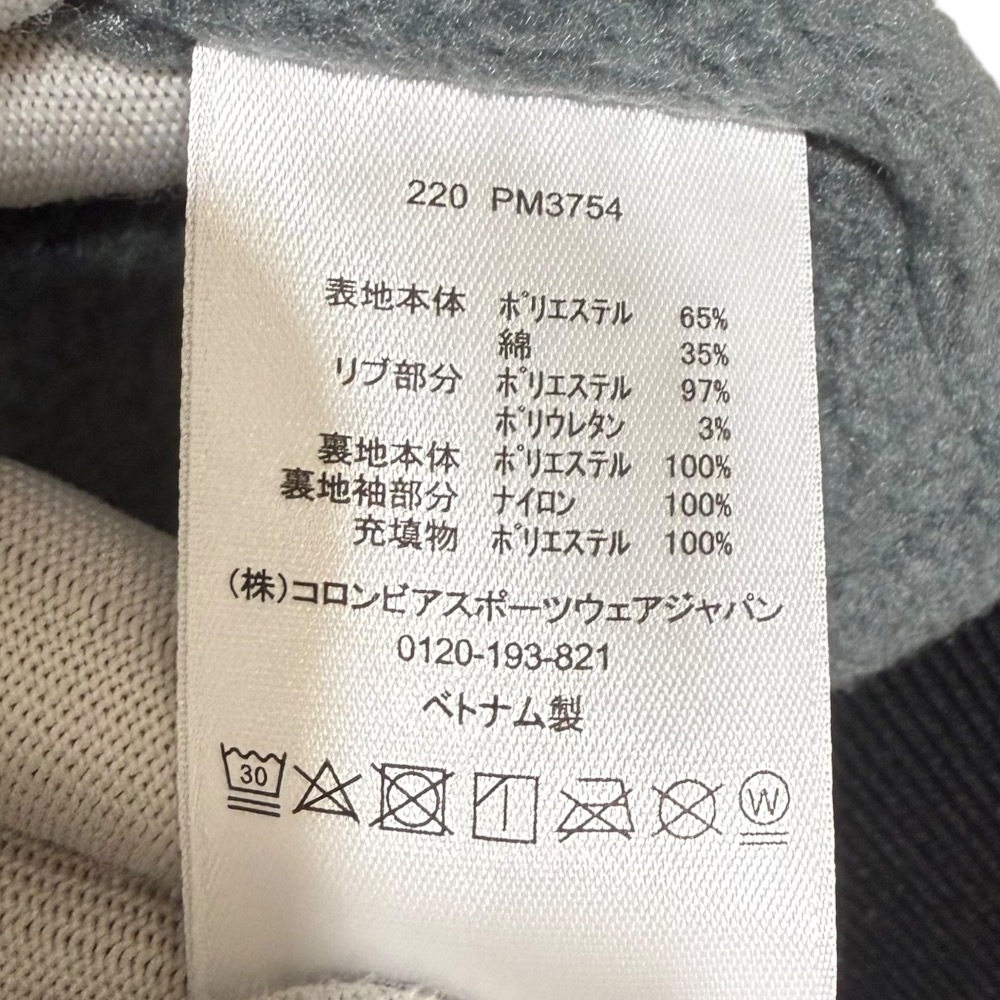 220 PM3754
表地本体 ポリエステル 65%
綿 35%
リブ部分 ポリエステル 97%
ポリウレタン 3%
裏地本体 ポリエステル 100%
裏地袖部分 ナイロン 100%
充填物 ポリエステル 100%
(株)コロンビアスポーツウェアジャパン
0120-193-821
ベトナム製
30
W